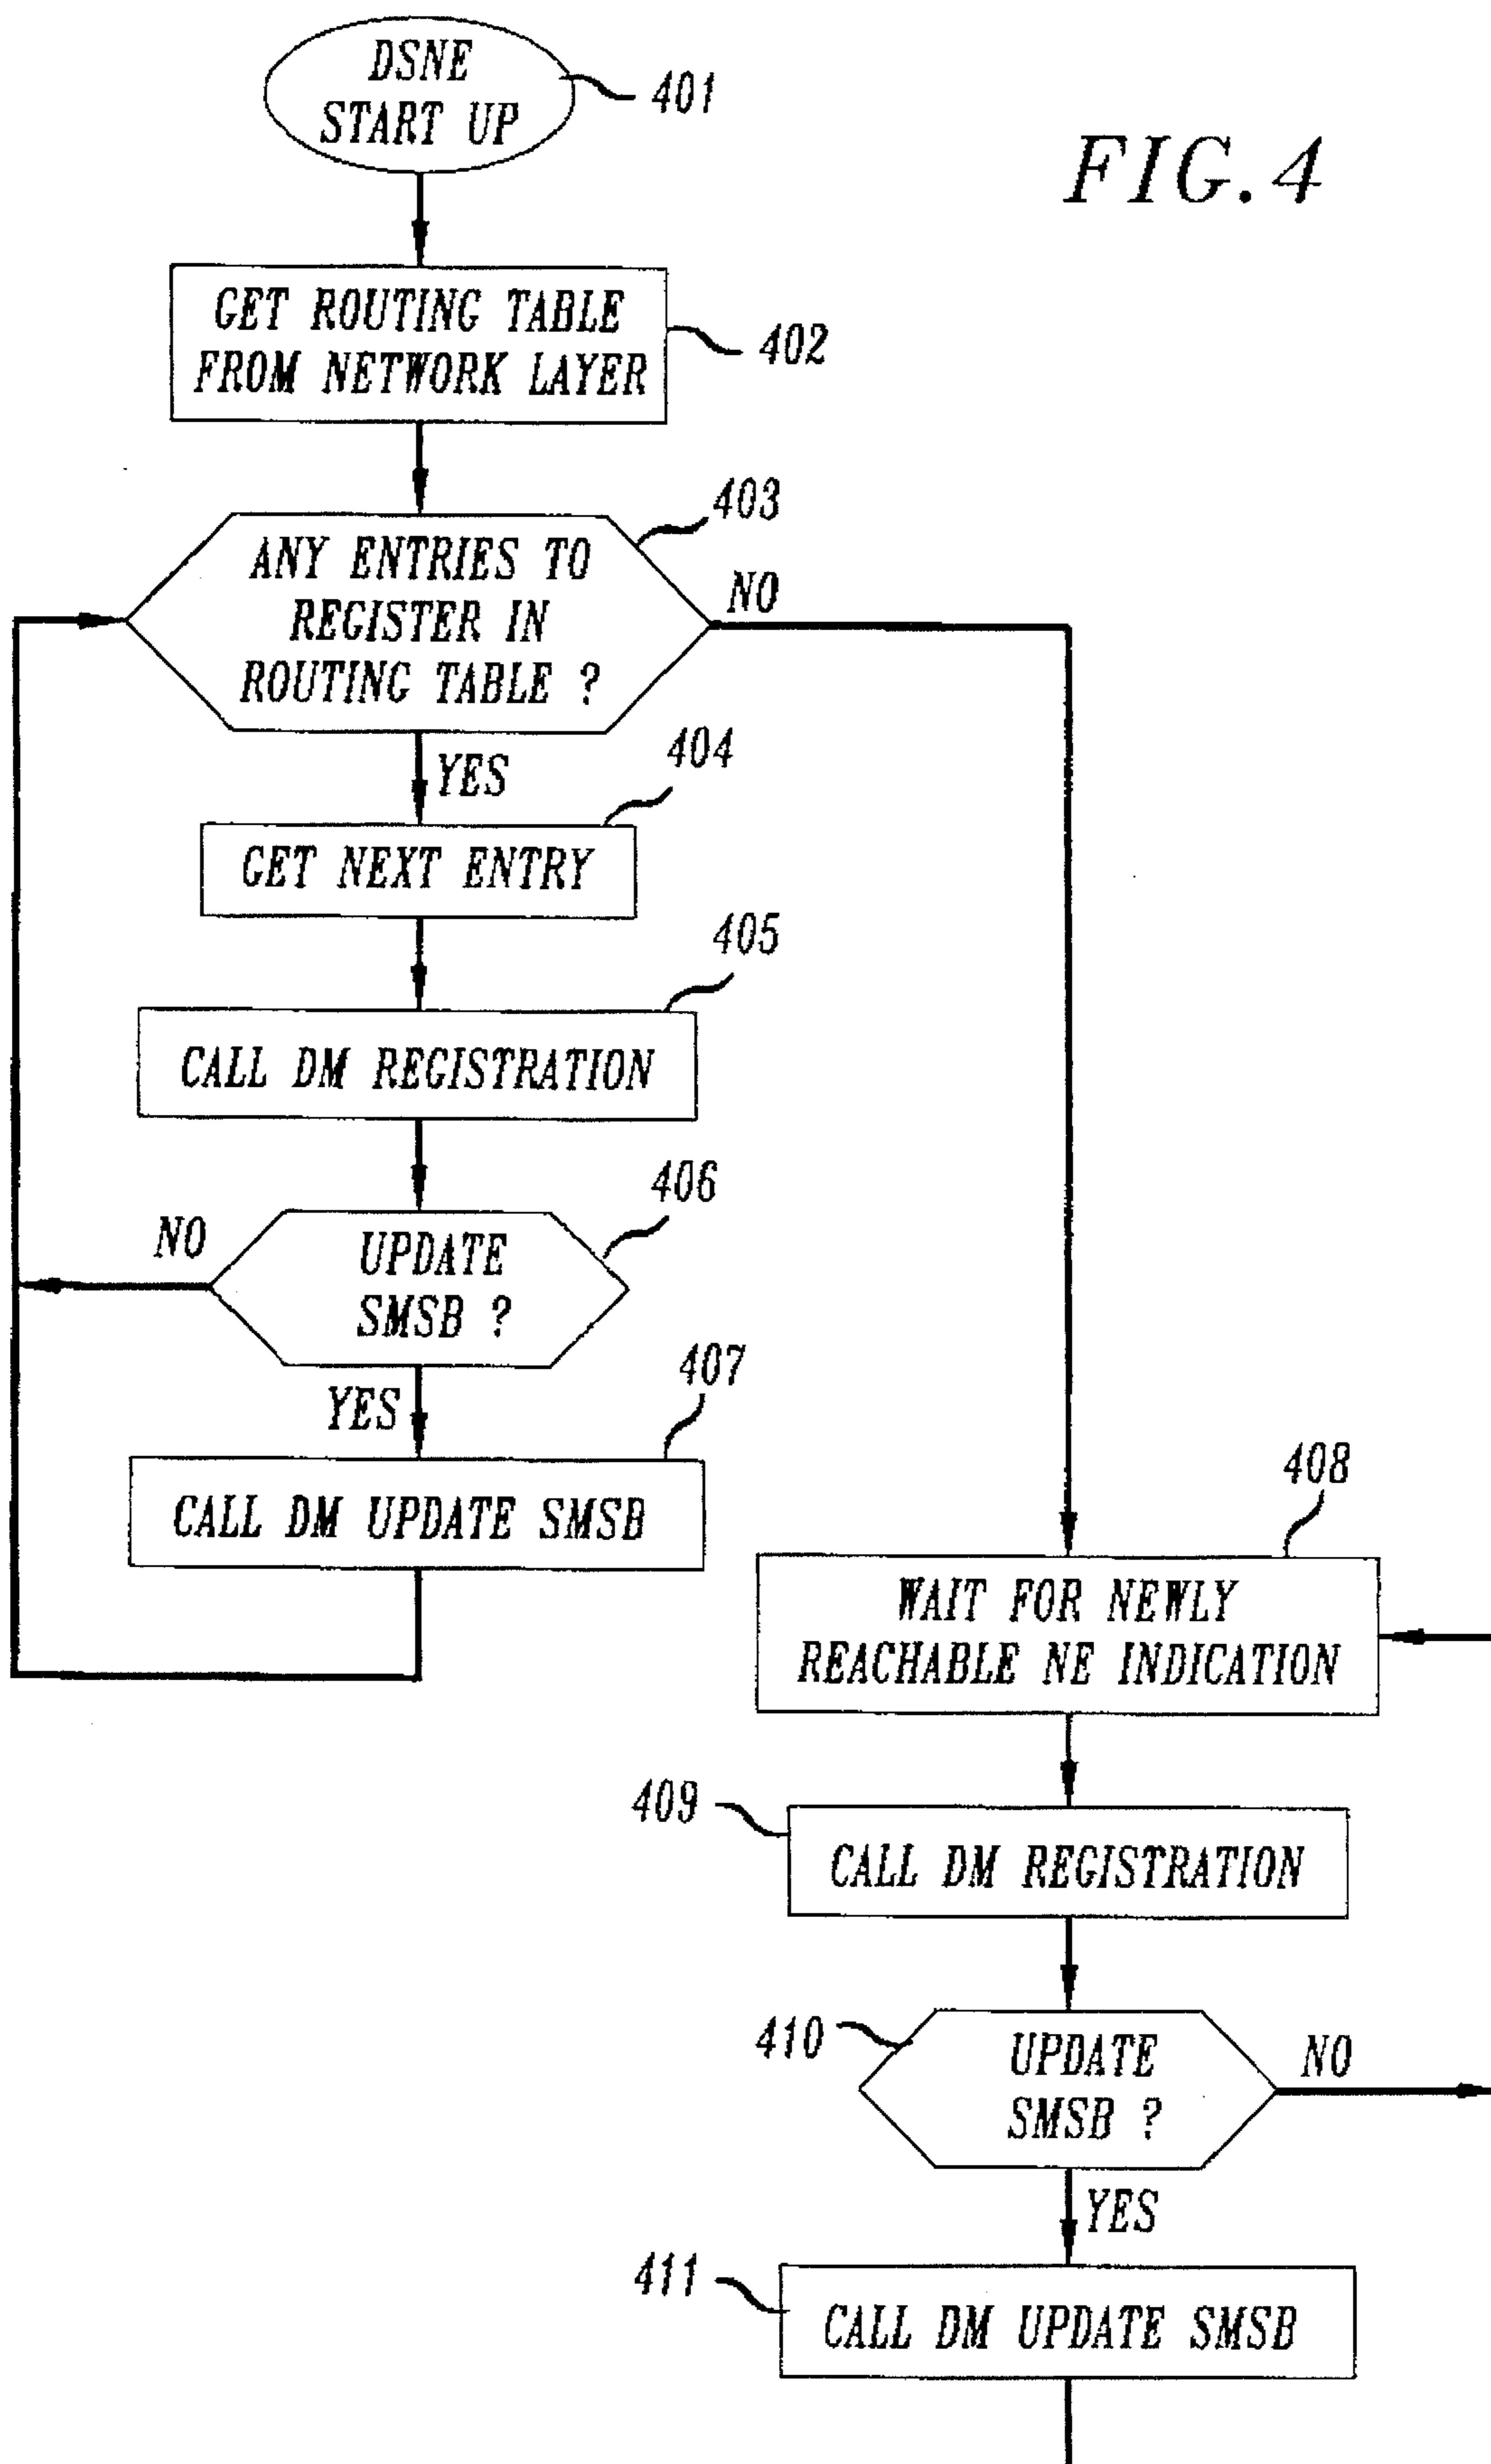 DSNE
START UP
401
FIG. 4
GET ROUTING TABLE
FROM NETWORK LAYER
402
403
ANY ENTRIES TO
REGISTER IN
ROUTING TABLE ?
NO
YES
404
GET NEXT ENTRY
405
CALL DM REGISTRATION
406
NO
UPDATE
SMSB ?
YES
407
CALL DM UPDATE SMSB
408
WAIT FOR NEWLY
REACHABLE NE INDICATION
409
CALL DM REGISTRATION
410
UPDATE
SMSB ?
NO
YES
411
CALL DM UPDATE SMSB